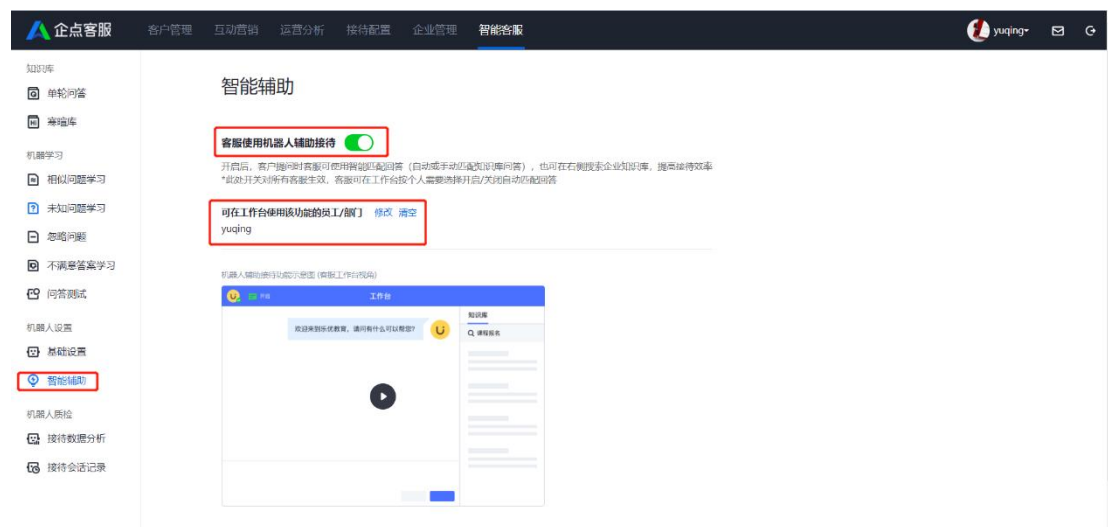 企点客服 客户管理 互动营销 运营分析 接待配置 企业管理 智能客服 yuqing
知识库
单轮问答
寒暄库
机器学习
相似问题学习
未知问题学习
忽略问题
不满意答案学习
问答测试
机器人设置
基础设置
智能辅助
机器人质检
接待数据分析
接待会话记录
智能辅助
客服使用机器人辅助接待
开启后，客户提问时客服可使用智能匹配回答（自动或手动匹配知识库问答），也可在右侧搜索企业知识库，提高接待效率
*此处开关对所有客服生效，客服可在工作台按个人需要选择开启/关闭自动匹配回答
可在工作台使用该功能的员工/部门 修改 清空
yuqing
机器人辅助接待功能示意图 (客服工作台视角)
工作台
欢迎来到乐优教育，请问有什么可以帮您?
知识库
课程报名